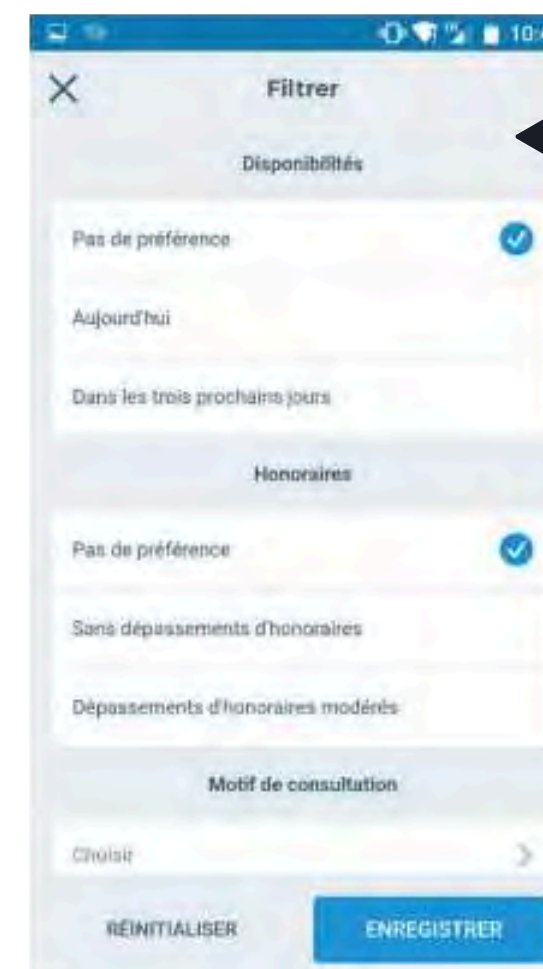 10:
Filtrer
Disponibilités
Pas de préférence
Aujourd'hui
Dans les trois prochains jours
Honoraires
Pas de préférence
Sans dépassements d'honoraires
Dépassements d'honoraires modérés
Motif de consultation
Choisir
RÉINITIALISER
ENREGISTRER